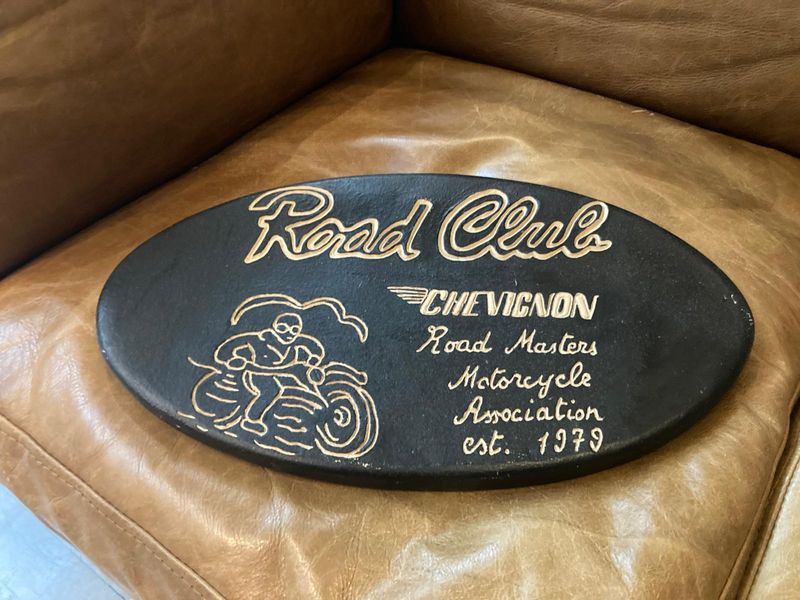 Road Club
CHEVIGNON
Road Masters
Motorcycle
Association
est. 1979